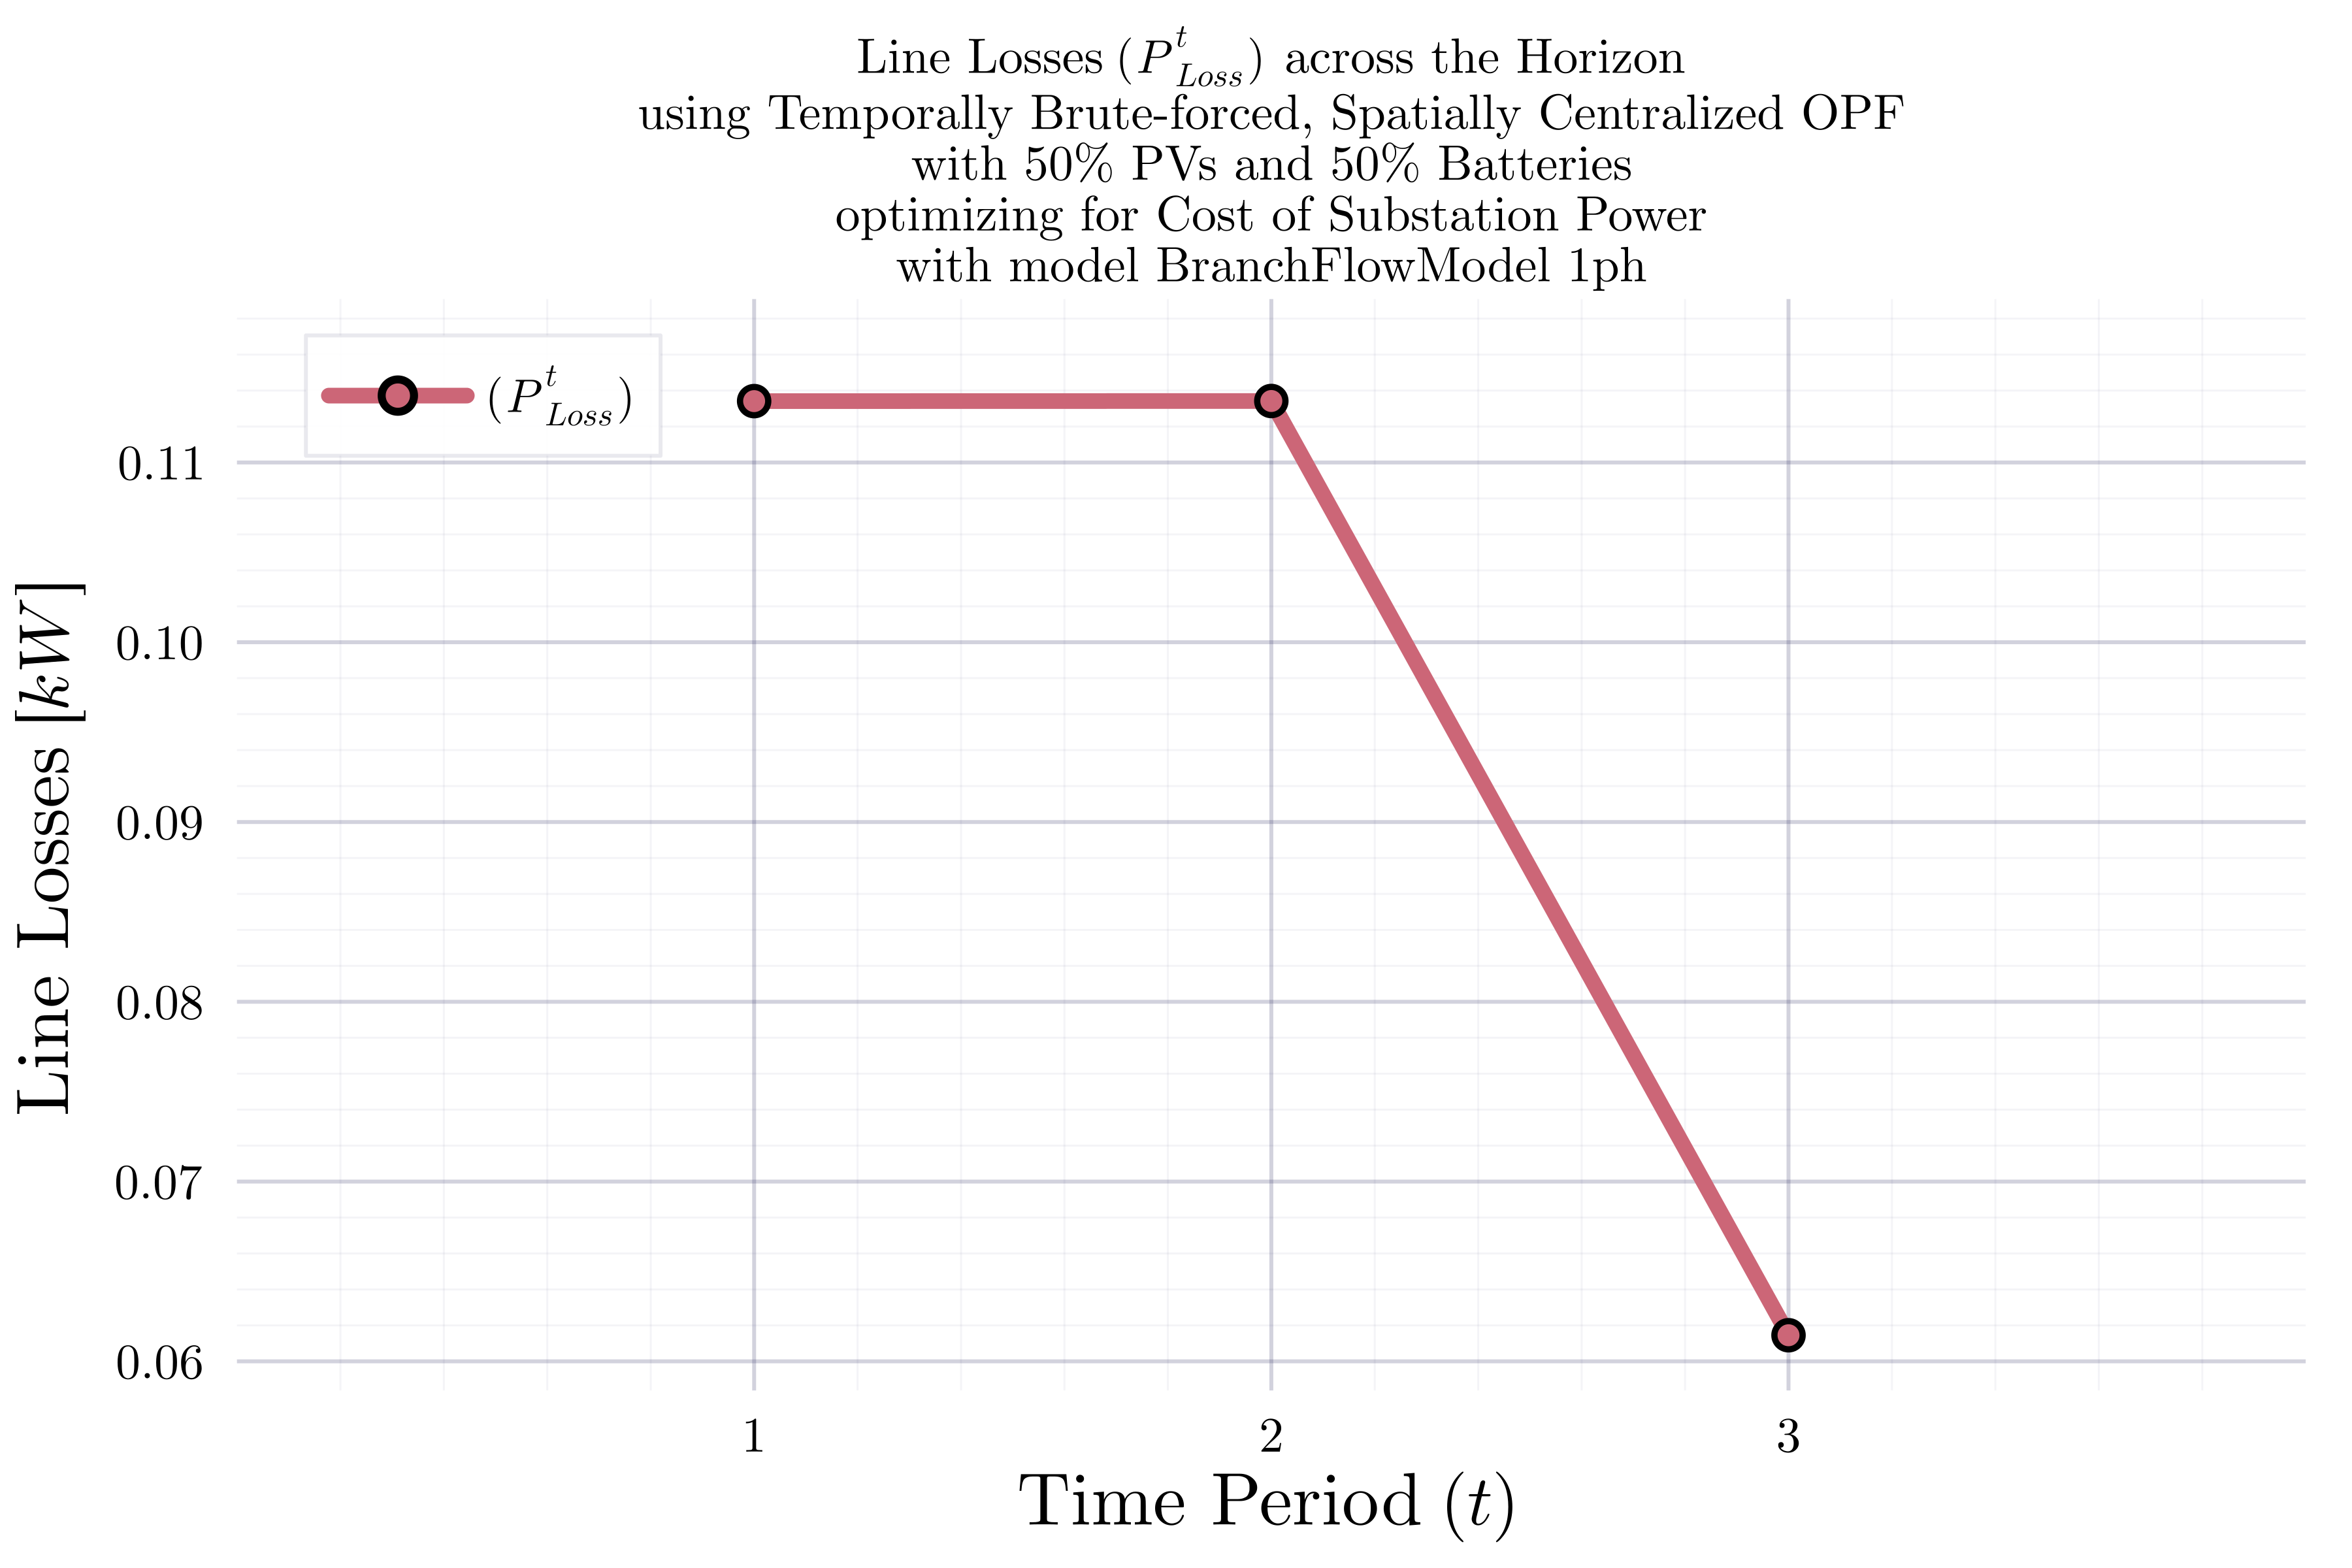 Line Losses (P^t_Loss) across the Horizon
using Temporally Brute-forced, Spatially Centralized OPF
with 50% PVs and 50% Batteries
optimizing for Cost of Substation Power
with model BranchFlowModel 1ph
(P^t_Loss)
0.11
0.10
0.09
0.08
0.07
0.06
Line Losses [kW]
1 2 3
Time Period (t)